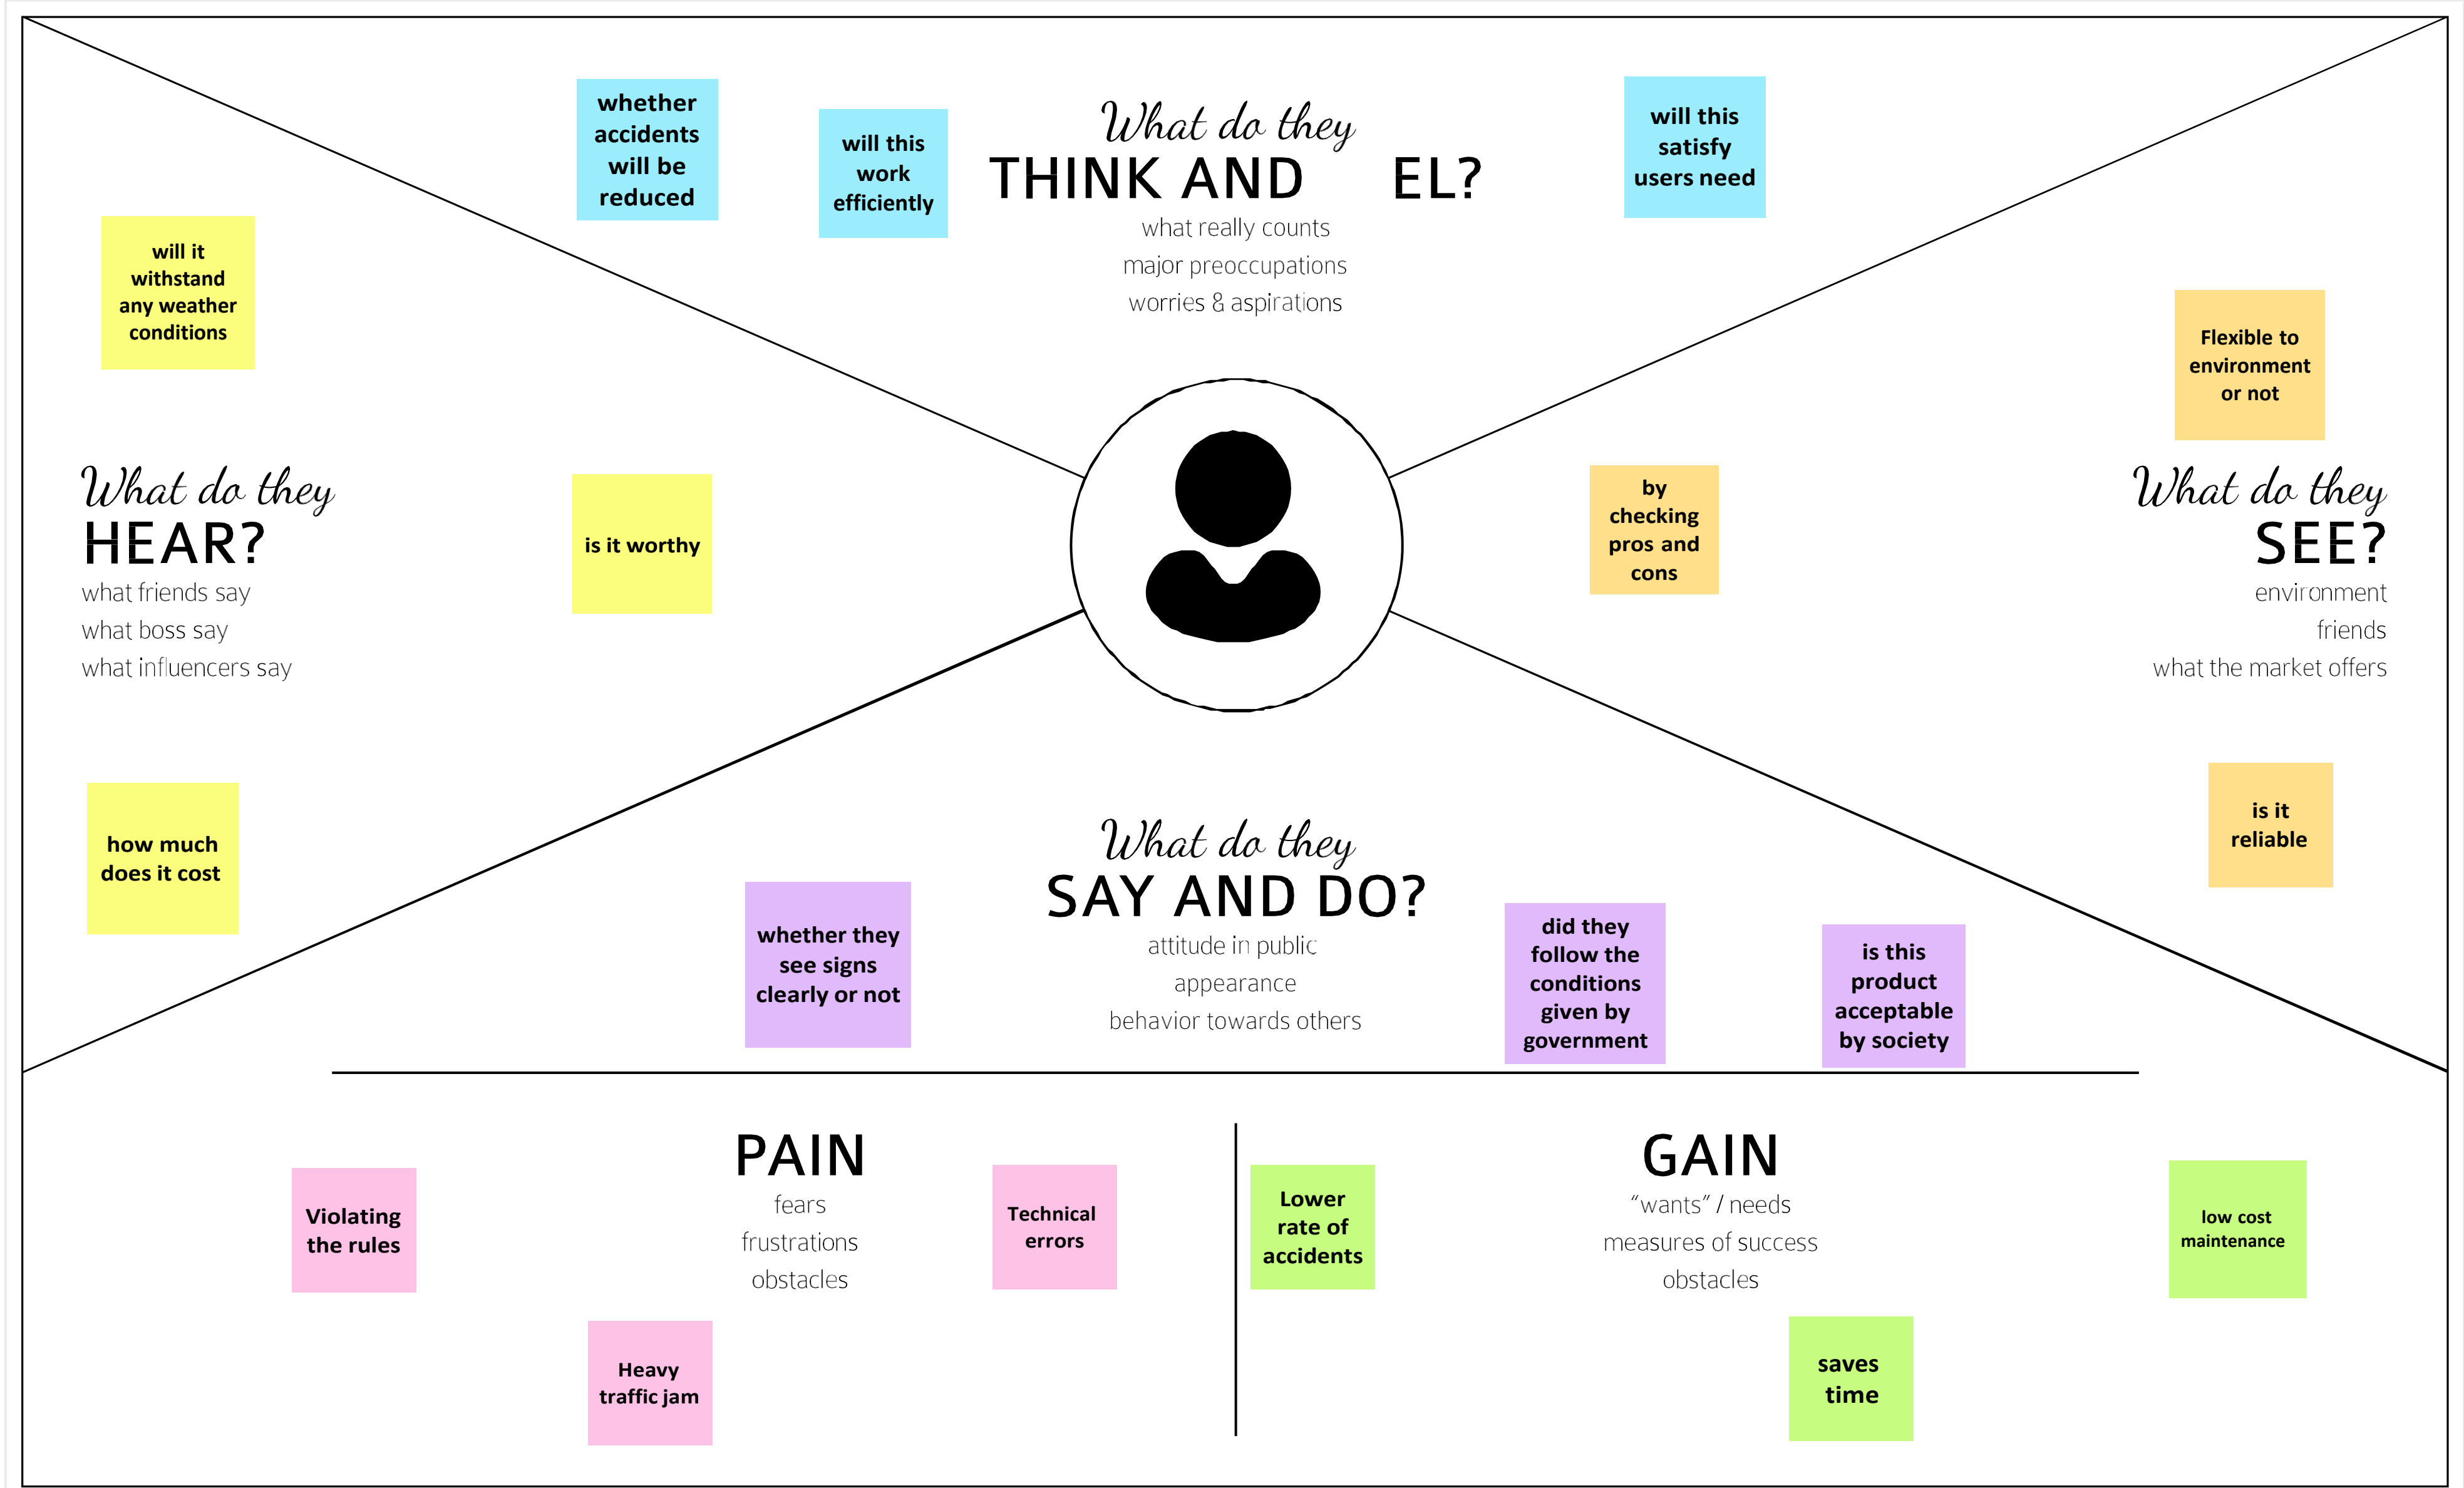 What do they
THINK AND EL?
what really counts
major preoccupations
worries & aspirations
whether
accidents
will be
reduced
will this
work
efficiently
will this
satisfy
users need
will it
withstand
any weather
conditions
What do they
HEAR?
what friends say
what boss say
what influencers say
is it worthy
how much
does it cost
by
checking
pros and
cons
Flexible to
environment
or not
What do they
SEE?
environment
friends
what the market offers
is it
reliable
What do they
SAY AND DO?
attitude in public
appearance
behavior towards others
whether they
see signs
clearly or not
did they
follow the
conditions
given by
government
is this
product
acceptable
by society
PAIN
fears
frustrations
obstacles
Violating
the rules
Technical
errors
Heavy
traffic jam
GAIN
“wants” / needs
measures of success
obstacles
Lower
rate of
accidents
low cost
maintenance
saves
time